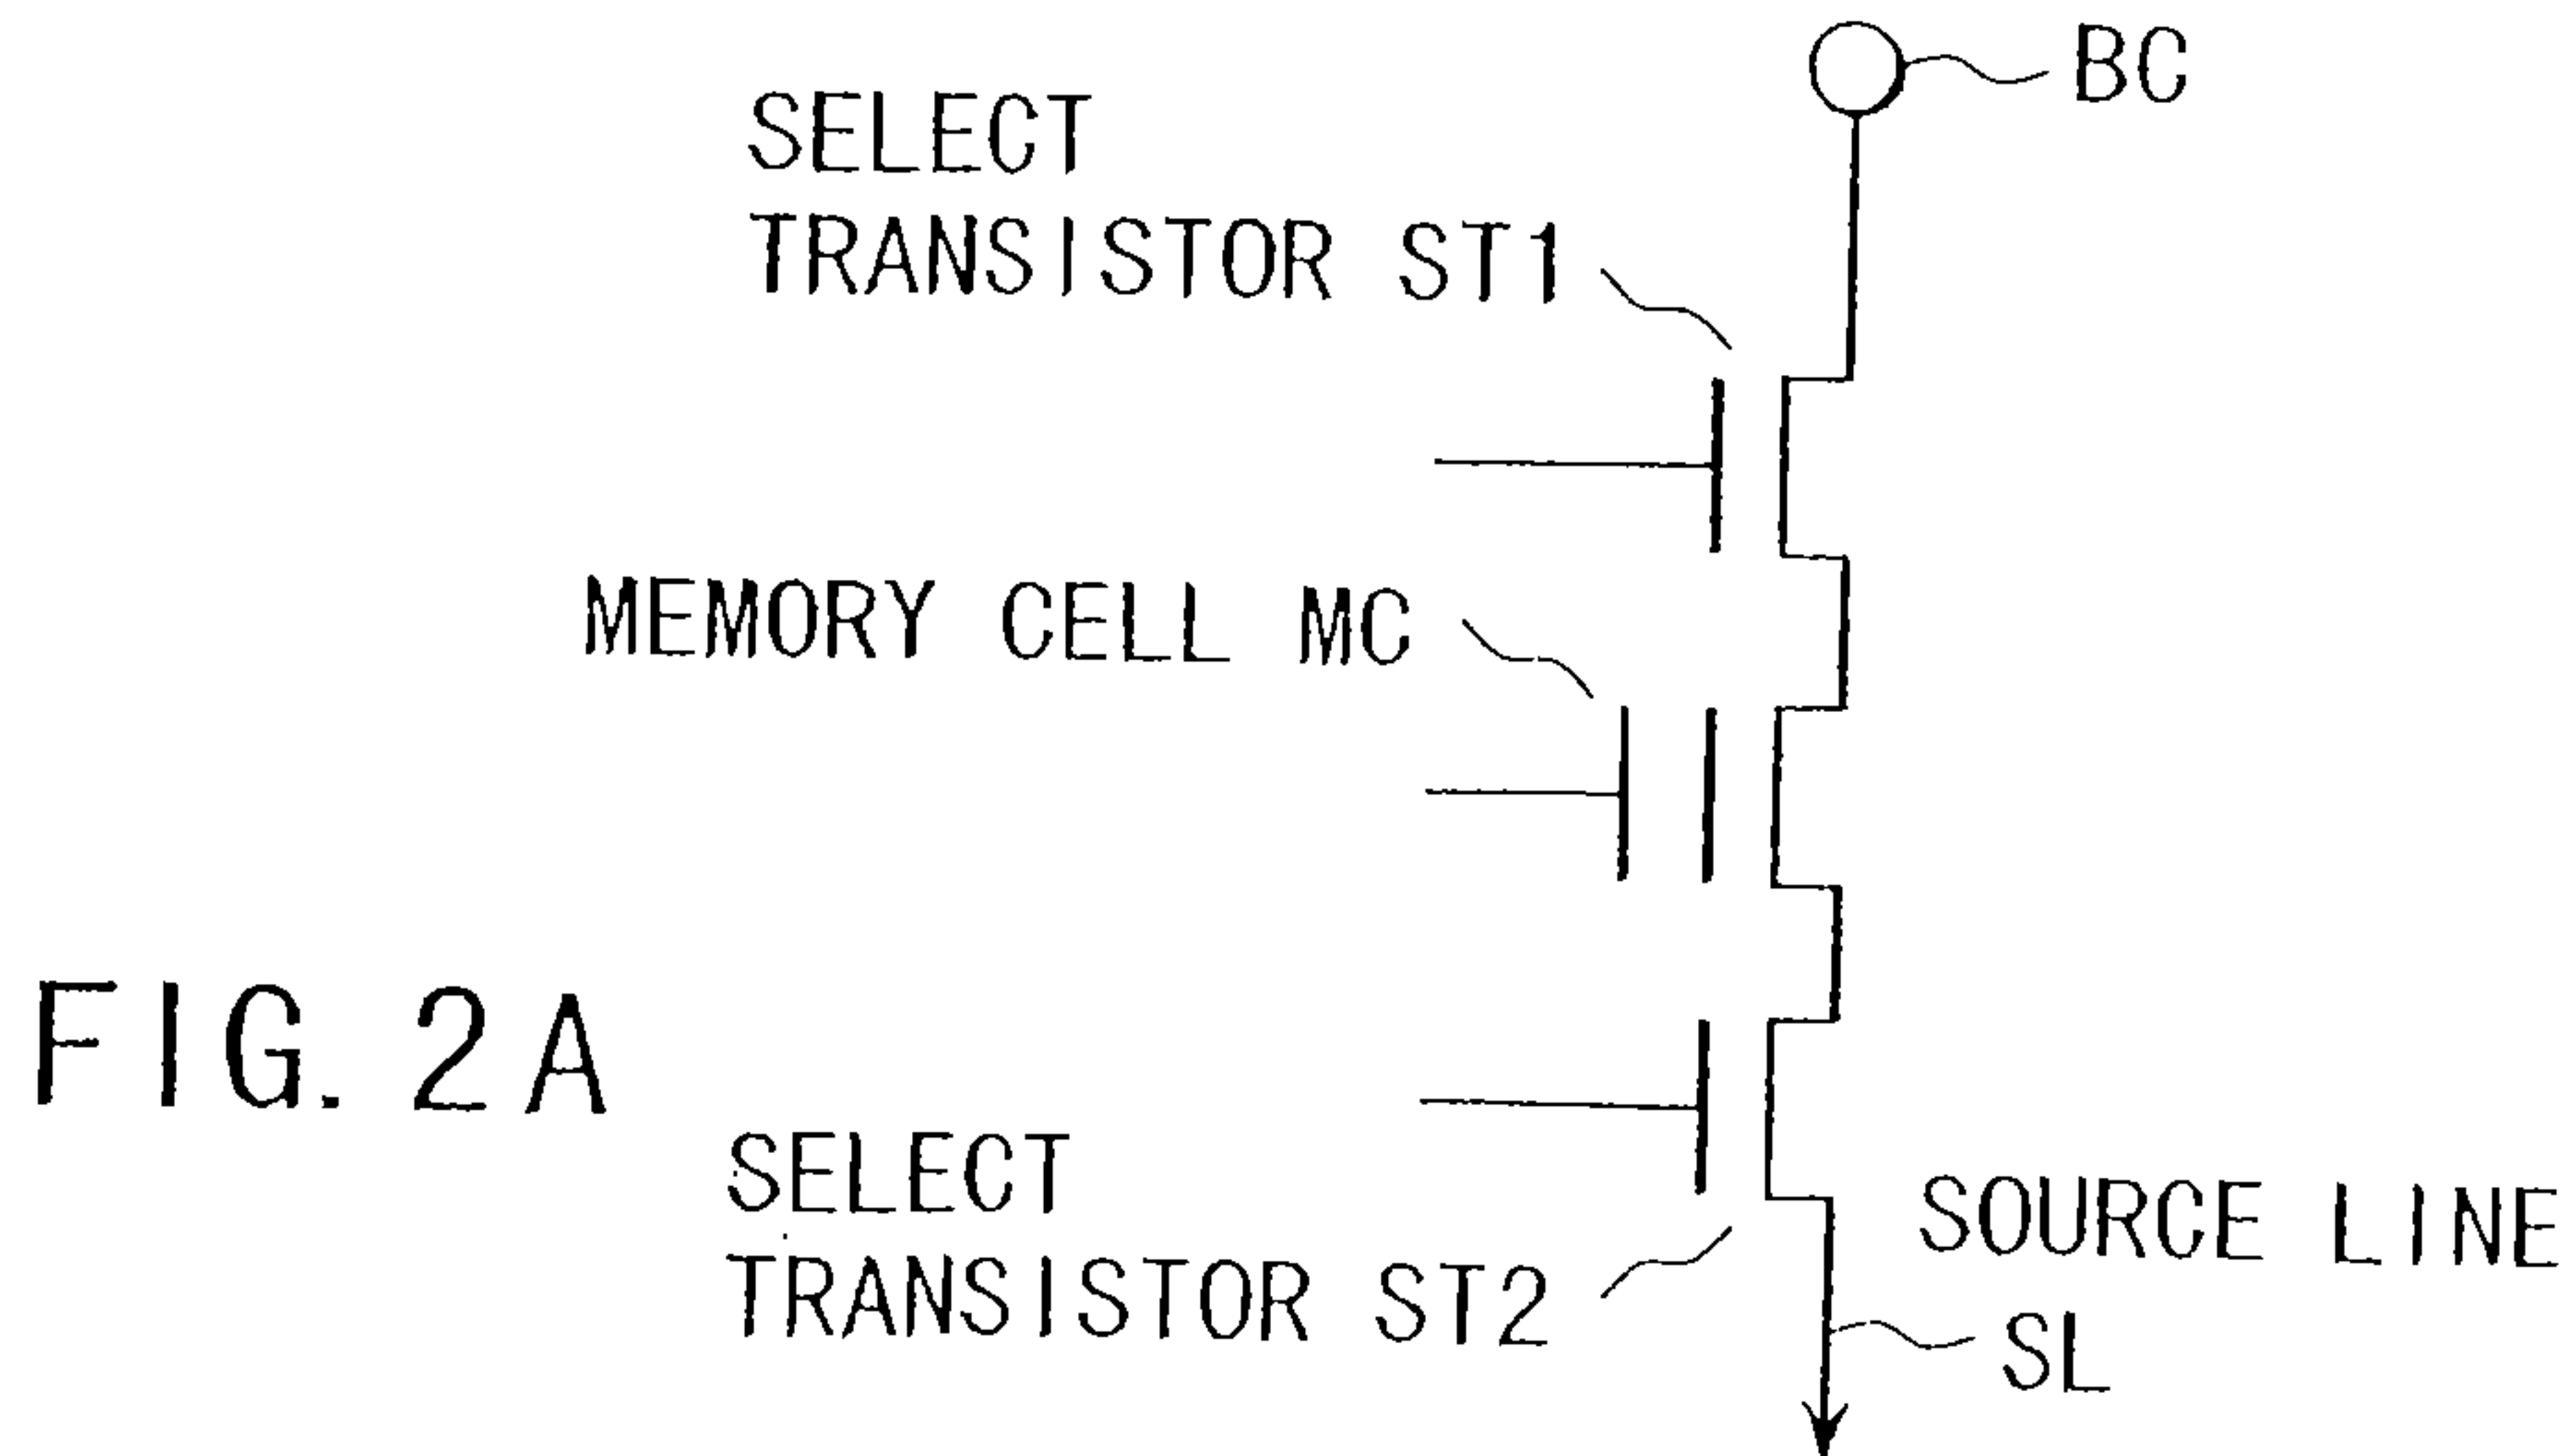 BC
SELECT
TRANSISTOR ST1
MEMORY CELL MC
FIG. 2A
SELECT
TRANSISTOR ST2
SOURCE LINE
SL